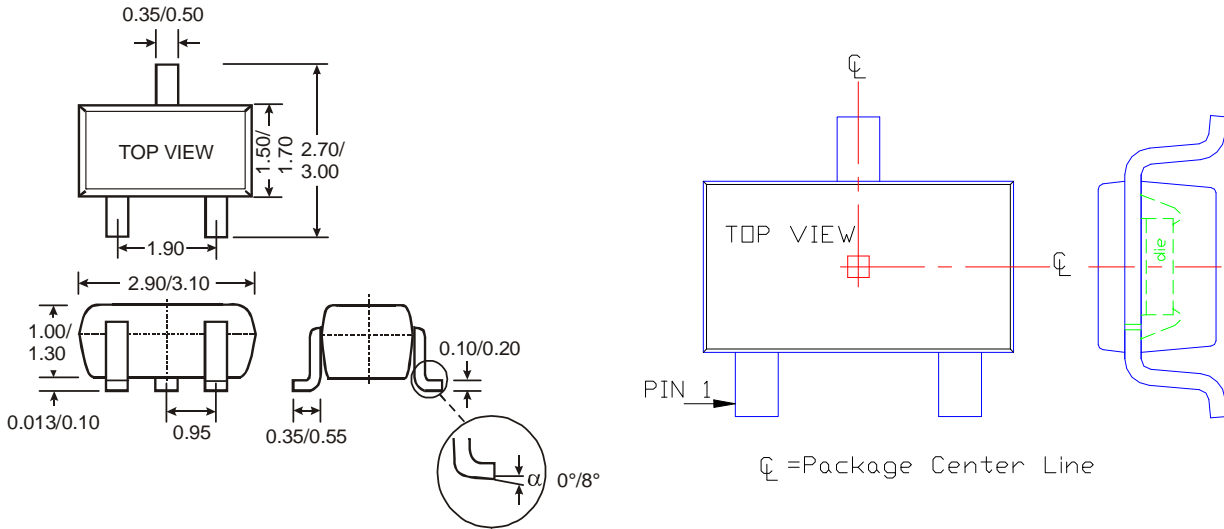 0.35/0.50
TOP VIEW
1.50/
1.70
2.70/
3.00
1.90
2.90/3.10
1.00/
1.30
0.013/0.10
0.95
0.10/0.20
0.35/0.55
α
0°/8°
℄
TOP VIEW
℄
die
PIN 1
℄ =Package Center Line